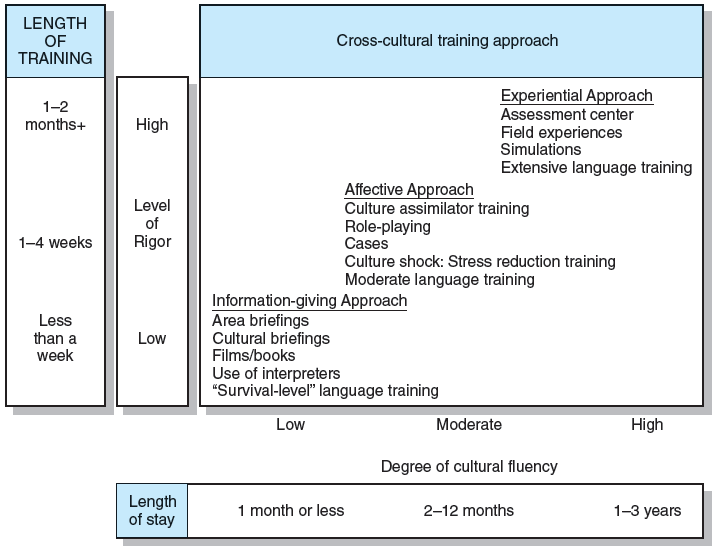 LENGTH
OF
TRAINING
Cross-cultural training approach
1–2
months+
High
Experiential Approach
Assessment center
Field experiences
Simulations
Extensive language training
1–4 weeks
Level
of
Rigor
Affective Approach
Culture assimilator training
Role-playing
Cases
Culture shock: Stress reduction training
Moderate language training
Less
than a
week
Low
Information-giving Approach
Area briefings
Cultural briefings
Films/books
Use of interpreters
“Survival-level” language training
Low
Moderate
High
Degree of cultural fluency
Length
of stay
1 month or less
2–12 months
1–3 years